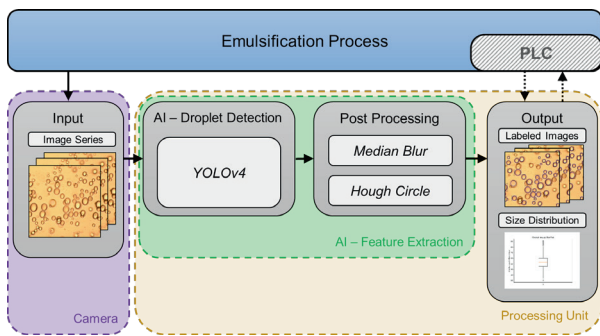 Emulsification Process
PLC
Input
Image Series
AI – Droplet Detection
YOLOv4
Post Processing
Median Blur
Hough Circle
Output
Labeled Images
Size Distribution
AI – Feature Extraction
Camera
Processing Unit